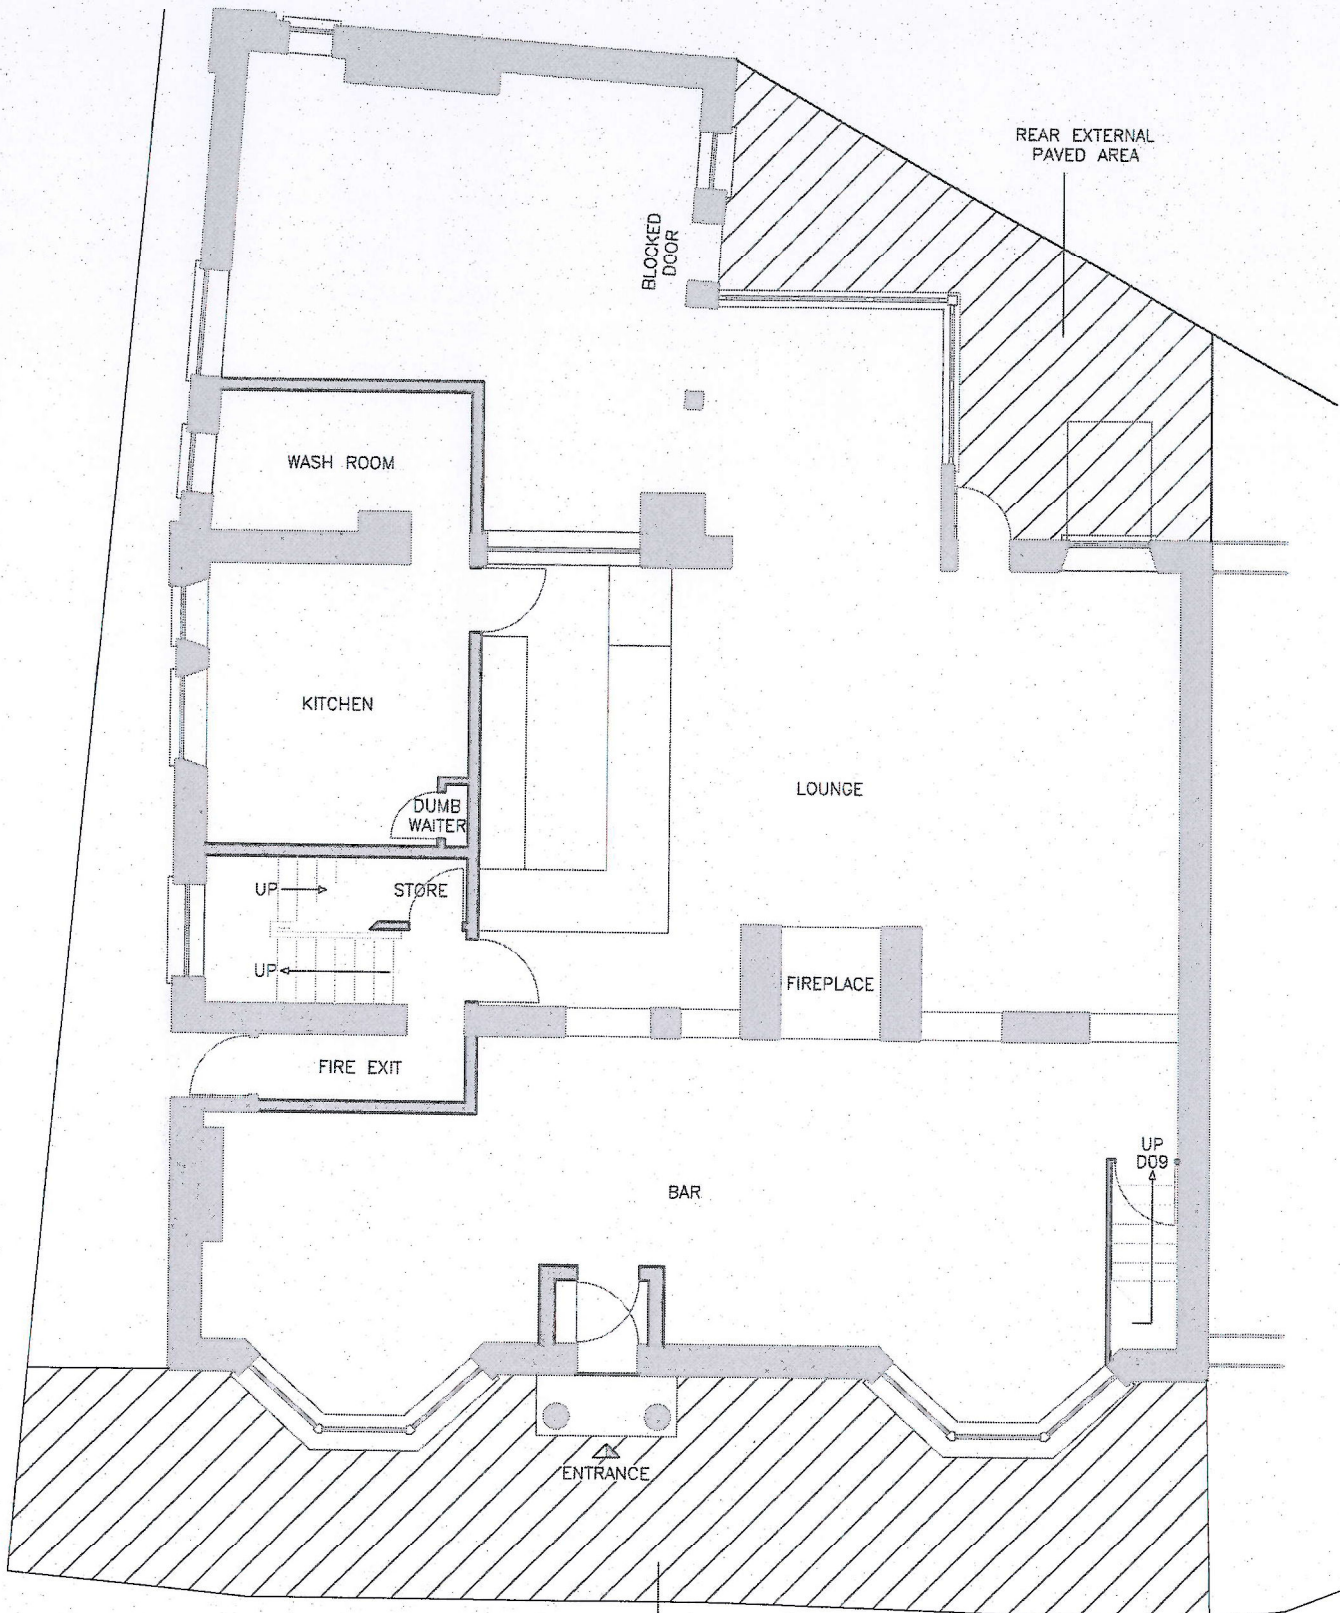 REAR EXTERNAL
PAVED AREA
BLOCKED
DOOR
WASH ROOM
KITCHEN
LOUNGE
DUMB
WAITER
UP
STORE
UP
FIREPLACE
FIRE EXIT
UP
D09
BAR
ENTRANCE